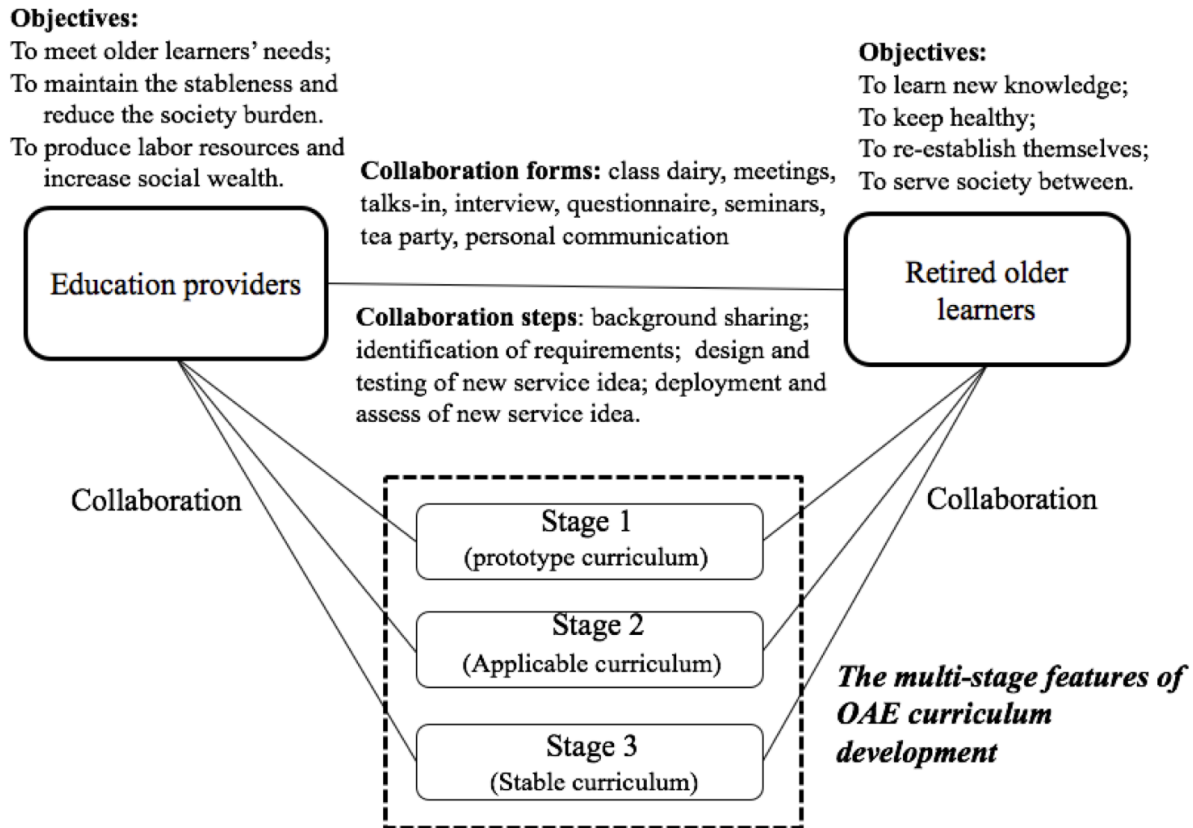 Objectives:
To meet older learners' needs;
To maintain the stableness and
reduce the society burden.
To produce labor resources and
increase social wealth.
Objectives:
To learn new knowledge;
To keep healthy;
To re-establish themselves;
To serve society between.
Collaboration forms: class dairy, meetings,
talks-in, interview, questionnaire, seminars,
tea party, personal communication
Education providers
Retired older
learners
Collaboration steps: background sharing;
identification of requirements; design and
testing of new service idea; deployment and
assess of new service idea.
Collaboration
Collaboration
Stage 1
(prototype curriculum)
Stage 2
(Applicable curriculum)
Stage 3
(Stable curriculum)
The multi-stage features of
OAE curriculum
development